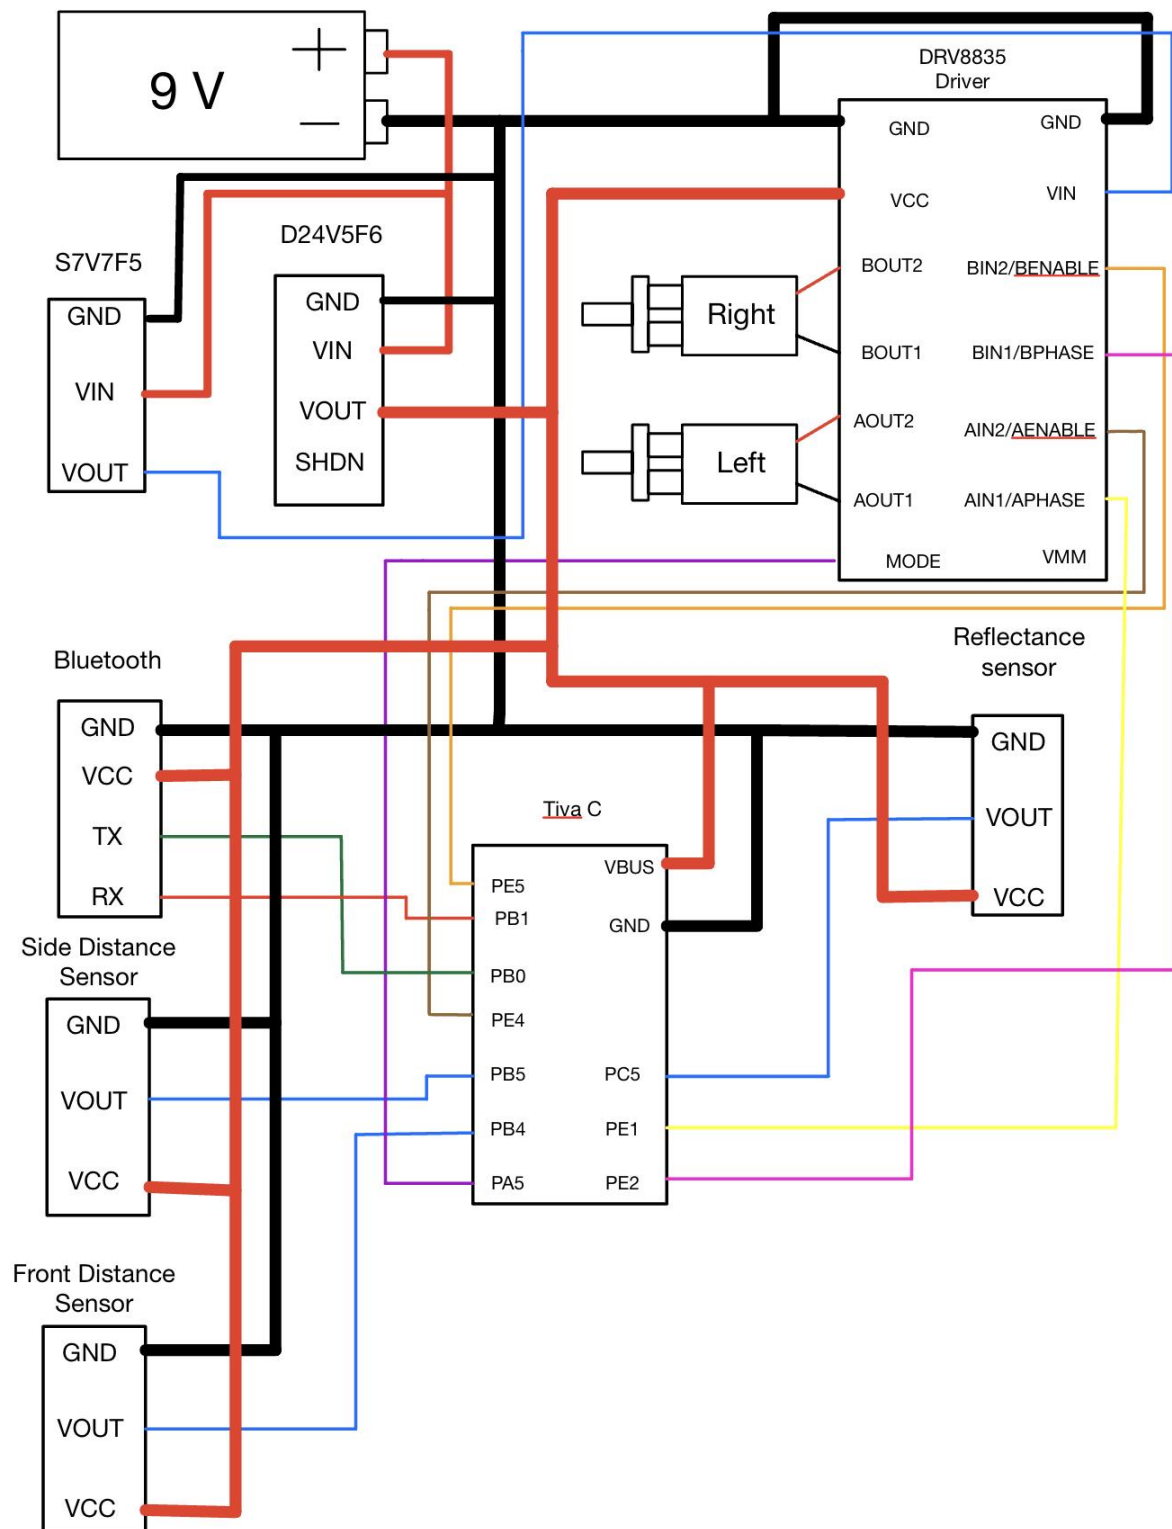 9 V
DRV8835
Driver
GND
GND
VCC
VIN
BOUT2
BIN2/BENABLE
BOUT1
BIN1/BPHASE
AOUT2
AIN2/AENABLE
AOUT1
AIN1/APHASE
MODE
VMM
Right
Left
S7V7F5
GND
VIN
VOUT
D24V5F6
GND
VIN
VOUT
SHDN
Bluetooth
GND
VCC
TX
RX
Reflectance
sensor
GND
VOUT
VCC
Tiva C
VBUS
PE5
PB1
GND
PB0
PE4
PB5
PC5
PB4
PE1
PA5
PE2
Side Distance
Sensor
GND
VOUT
VCC
Front Distance
Sensor
GND
VOUT
VCC